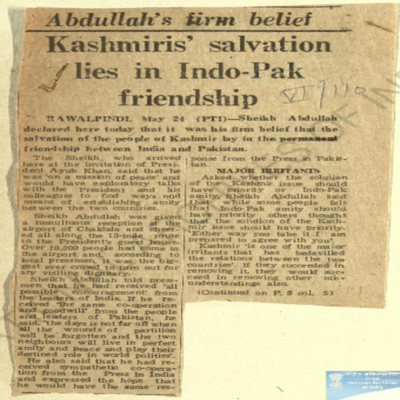 Abdullah's firm belief
Kashmiris' salvation
lies in Indo-Pak
friendship
RAWALPINDI, May 24 (PTI)—Sheikh Abdullah
declared here today that it was his firm belief that the
salvation of the people of Kashmir lay in the permanent
friendship between India and Pakistan.
The Sheikh, who arrived
here at the invitation of Presi-
dent Ayub Khan, said that he
was 'on a mission of peace' and
would have exploratory talks
with the President and his
colleagues to find ways and
means of establishing amity
between the two countries.
Sheikh Abdullah was given
a tumultuous reception at the
airport of Chaklala and cheer-
ed all along the 12-mile route
to the President's Guest House.
Over 10,000 people had come to
the airport and, according to
local pressmen, it was the big-
gest ever crowd to turn out for
any visiting dignitary.
Sheikh Abdullah told press-
men that he had received 'all
possible encouragement' from
the leaders of India. If he re-
ceived 'the same co-operation
and goodwill' from the people
and leaders of Pakistan, he
said, 'the days is not far off when
all the wounds of partition
will be forgotten and the two
neighbours will live in perfect
amity and peace and play their
destined role in world politics'.
He also said that he had re-
ceived sympathetic co-opera-
tion from the Press in India
and expressed the hope that
he would have the same res-
ponse from the Press in Pakis-
tan.
MAJOR IRRITANTS
Asked whether the solution
of the Kashmir issue should
have priority or Indo-Pak
amity, Sheikh Abdullah said
that while some people felt
that Indo-Pak amity should
have priority others thought
that the solution of the Kash-
mir issue should have priority.
'Either way you take it I am
prepared to agree with you'.
'Kashmir is one of the major
irritants that has bedevilled
the relation between the two
countries'. If they succeeded in
removing it, they would suc-
ceed in removing other mis-
understandings also.
(Continued on P. 5 col. 5)